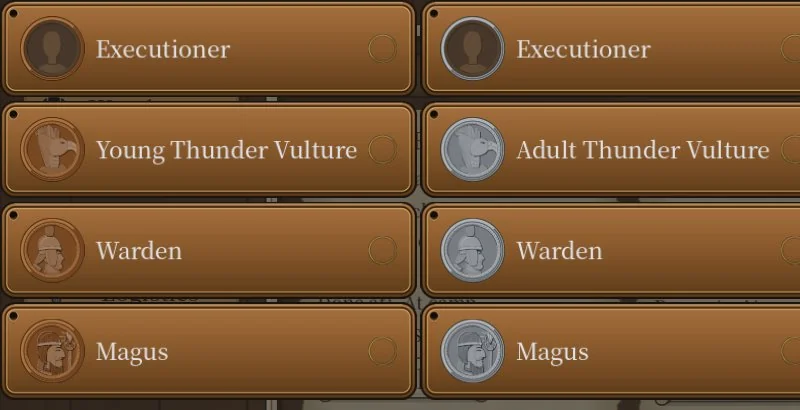 Executioner
Executioner
Young Thunder Vulture
Adult Thunder Vulture
Warden
Warden
Magus
Magus